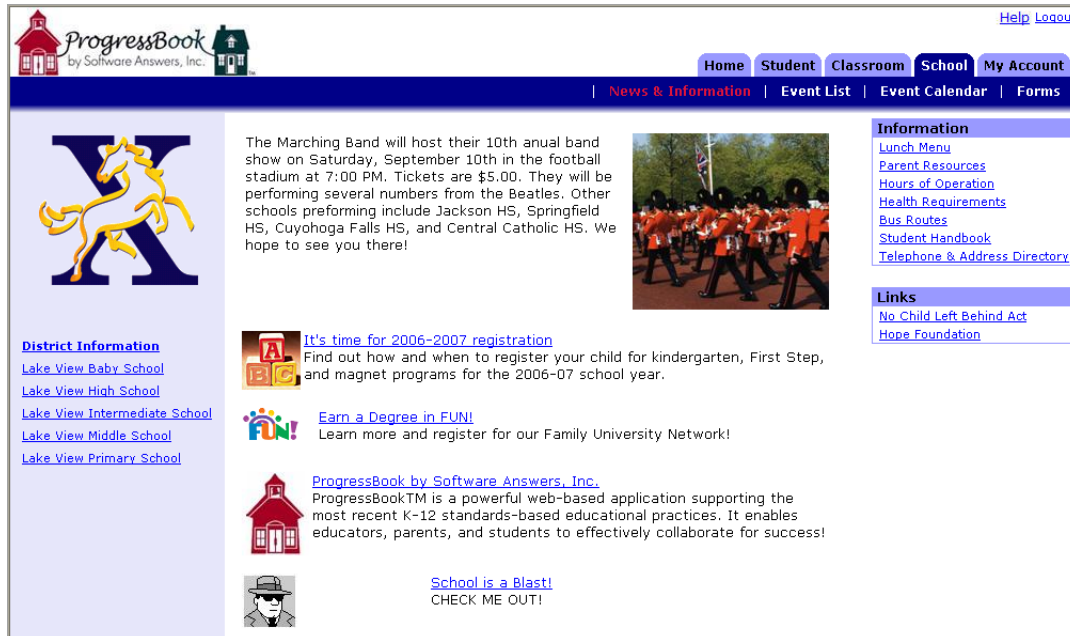 Help Logou
ProgressBook
by Software Answers, Inc.
Home Student Classroom School My Account
| News & Information | Event List | Event Calendar | Forms
X
The Marching Band will host their 10th anual band
show on Saturday, September 10th in the football
stadium at 7:00 PM. Tickets are $5.00. They will be
performing several numbers from the Beatles. Other
schools preforming include Jackson HS, Springfield
HS, Cuyohoga Falls HS, and Central Catholic HS. We
hope to see you there!
Information
Lunch Menu
Parent Resources
Hours of Operation
Health Requirements
Bus Routes
Student Handbook
Telephone & Address Directory
Links
No Child Left Behind Act
Hope Foundation
District Information
Lake View Baby School
Lake View High School
Lake View Intermediate School
Lake View Middle School
Lake View Primary School
A
B C
It's time for 2006-2007 registration
Find out how and when to register your child for kindergarten, First Step,
and magnet programs for the 2006-07 school year.
FUN!
Earn a Degree in FUN!
Learn more and register for our Family University Network!
ProgressBook by Software Answers, Inc.
ProgressBookTM is a powerful web-based application supporting the
most recent K-12 standards-based educational practices. It enables
educators, parents, and students to effectively collaborate for success!
School is a Blast!
CHECK ME OUT!